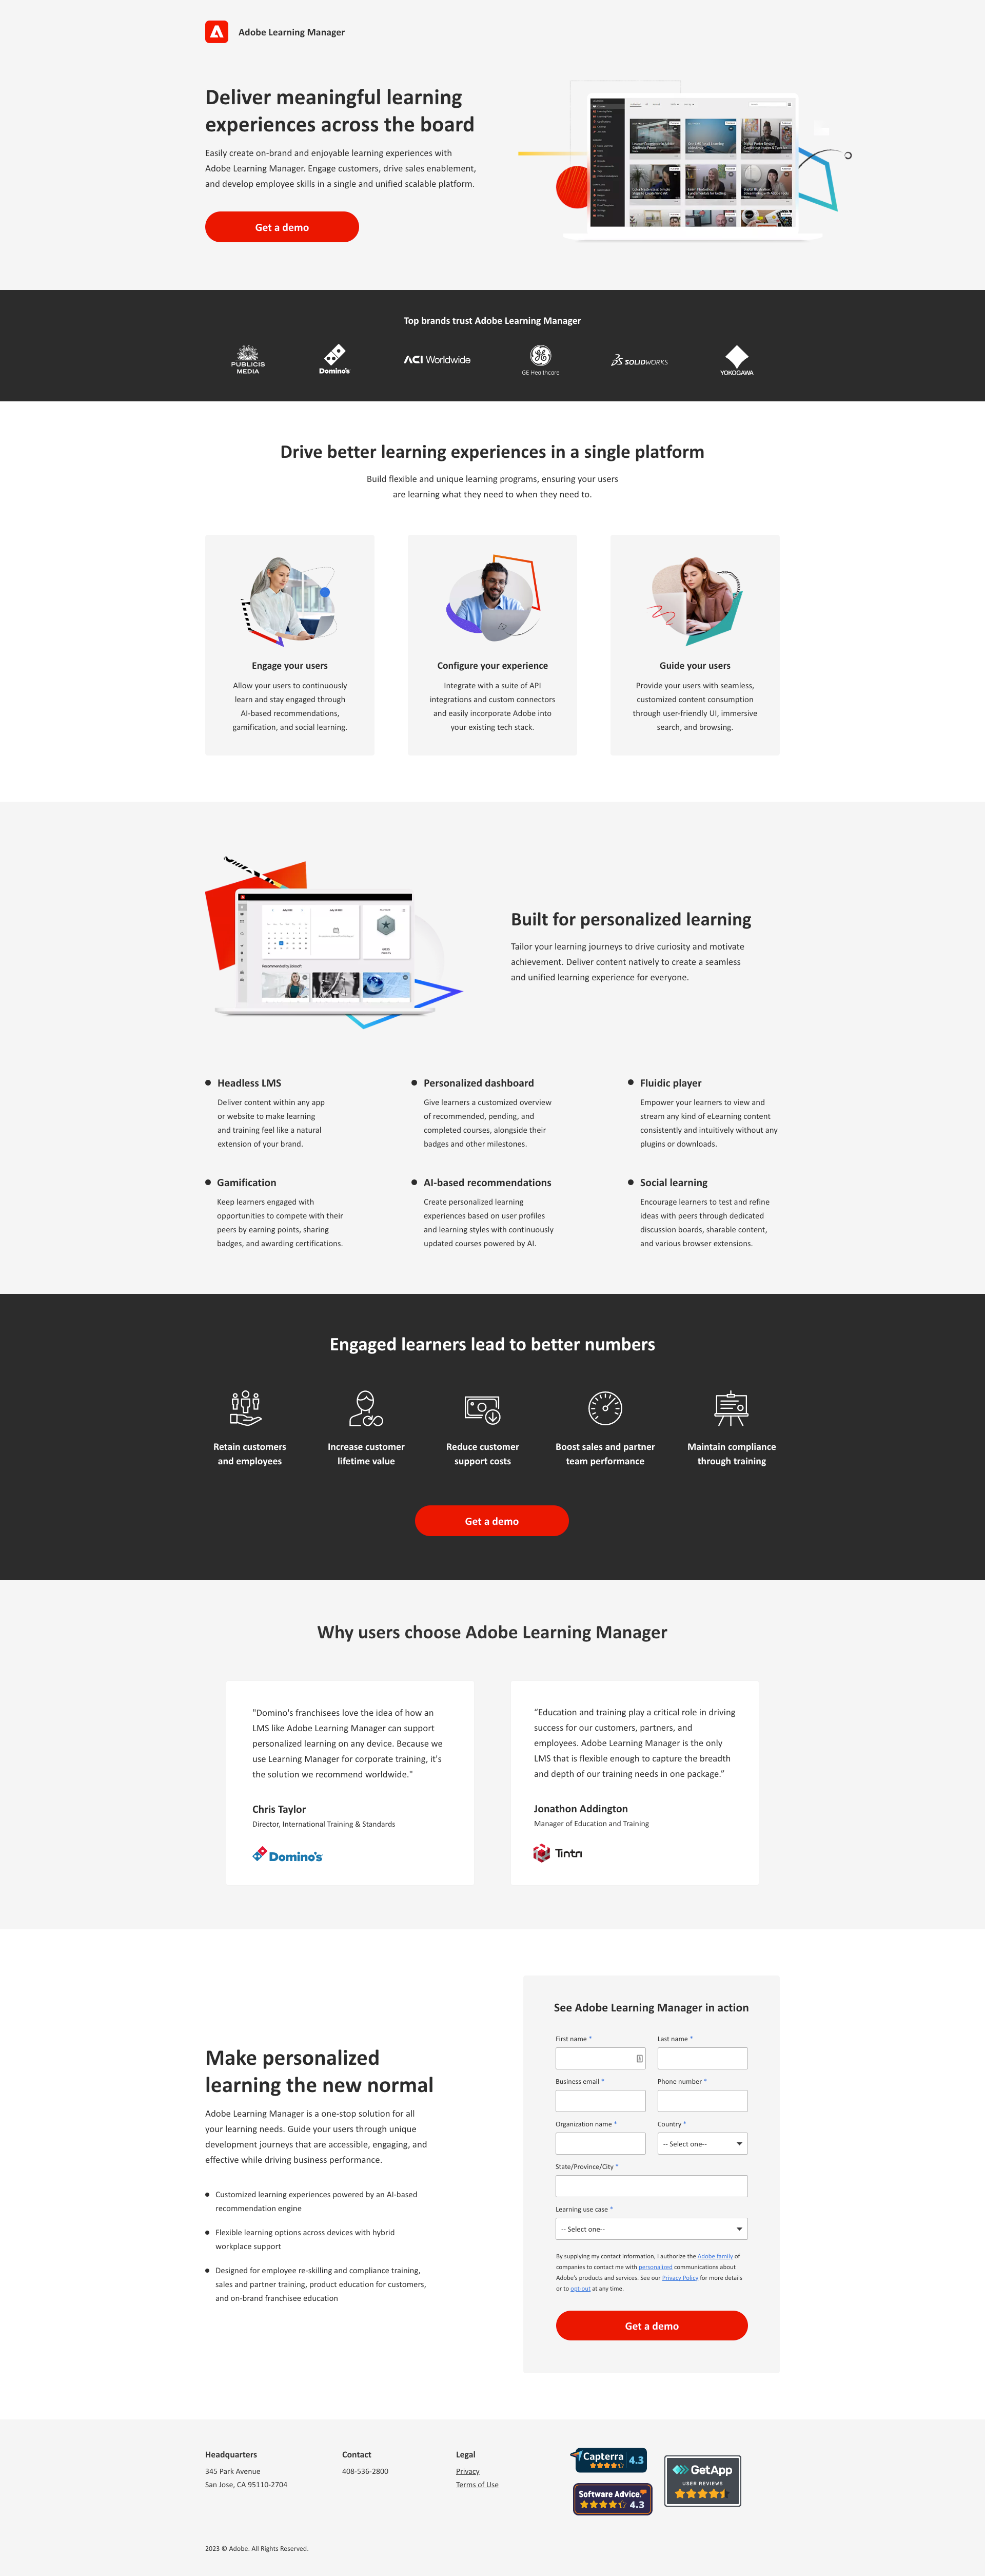 Adobe Learning Manager
Deliver meaningful learning
experiences across the board
Easily create on-brand and enjoyable learning experiences with
Adobe Learning Manager. Engage customers, drive sales enablement,
and develop employee skills in a single and unified scalable platform.
Get a demo
Top brands trust Adobe Learning Manager
PUBLICIS
MEDIA
Domino's
ACI Worldwide
GE Healthcare
SOLIDWORKS
YOKOGAWA
Drive better learning experiences in a single platform
Build flexible and unique learning programs, ensuring your users
are learning what they need to when they need to.
Engage your users
Allow your users to continuously
learn and stay engaged through
AI-based recommendations,
gamification, and social learning.
Configure your experience
Integrate with a suite of API
integrations and custom connectors
and easily incorporate Adobe into
your existing tech stack.
Guide your users
Provide your users with seamless,
customized content consumption
through user-friendly UI, immersive
search, and browsing.
Built for personalized learning
Tailor your learning journeys to drive curiosity and motivate
achievement. Deliver content natively to create a seamless
and unified learning experience for everyone.
Headless LMS
Deliver content within any app
or website to make learning
and training feel like a natural
extension of your brand.
Personalized dashboard
Give learners a customized overview
of recommended, pending, and
completed courses, alongside their
badges and other milestones.
Fluidic player
Empower your learners to view and
stream any kind of eLearning content
consistently and intuitively without any
plugins or downloads.
Gamification
Keep learners engaged with
opportunities to compete with their
peers by earning points, sharing
badges, and awarding certifications.
AI-based recommendations
Create personalized learning
experiences based on user profiles
and learning styles with continuously
updated courses powered by AI.
Social learning
Encourage learners to test and refine
ideas with peers through dedicated
discussion boards, sharable content,
and various browser extensions.
Engaged learners lead to better numbers
Retain customers
and employees
Increase customer
lifetime value
Reduce customer
support costs
Boost sales and partner
team performance
Maintain compliance
through training
Get a demo
Why users choose Adobe Learning Manager
"Domino's franchisees love the idea of how an
LMS like Adobe Learning Manager can support
personalized learning on any device. Because we
use Learning Manager for corporate training, it's
the solution we recommend worldwide."
Chris Taylor
Director, International Training & Standards
Domino's
“Education and training play a critical role in driving
success for our customers, partners, and
employees. Adobe Learning Manager is the only
LMS that is flexible enough to capture the breadth
and depth of our training needs in one package.”
Jonathon Addington
Manager of Education and Training
Tintri
Make personalized
learning the new normal
Adobe Learning Manager is a one-stop solution for all
your learning needs. Guide your users through unique
development journeys that are accessible, engaging, and
effective while driving business performance.
Customized learning experiences powered by an AI-based
recommendation engine
Flexible learning options across devices with hybrid
workplace support
Designed for employee re-skilling and compliance training,
sales and partner training, product education for customers,
and on-brand franchisee education
See Adobe Learning Manager in action
First name *
Last name *
Business email *
Phone number *
Organization name *
Country *
-- Select one--
State/Province/City *
Learning use case *
-- Select one--
By supplying my contact information, I authorize the Adobe family of
companies to contact me with personalized communications about
Adobe's products and services. See our Privacy Policy for more details
or to opt-out at any time.
Get a demo
Headquarters
345 Park Avenue
San Jose, CA 95110-2704
Contact
408-536-2800
Legal
Privacy
Terms of Use
Capterra 4.3
Software Advice. 4.3
GetApp
USER REVIEWS
2023 © Adobe. All Rights Reserved.